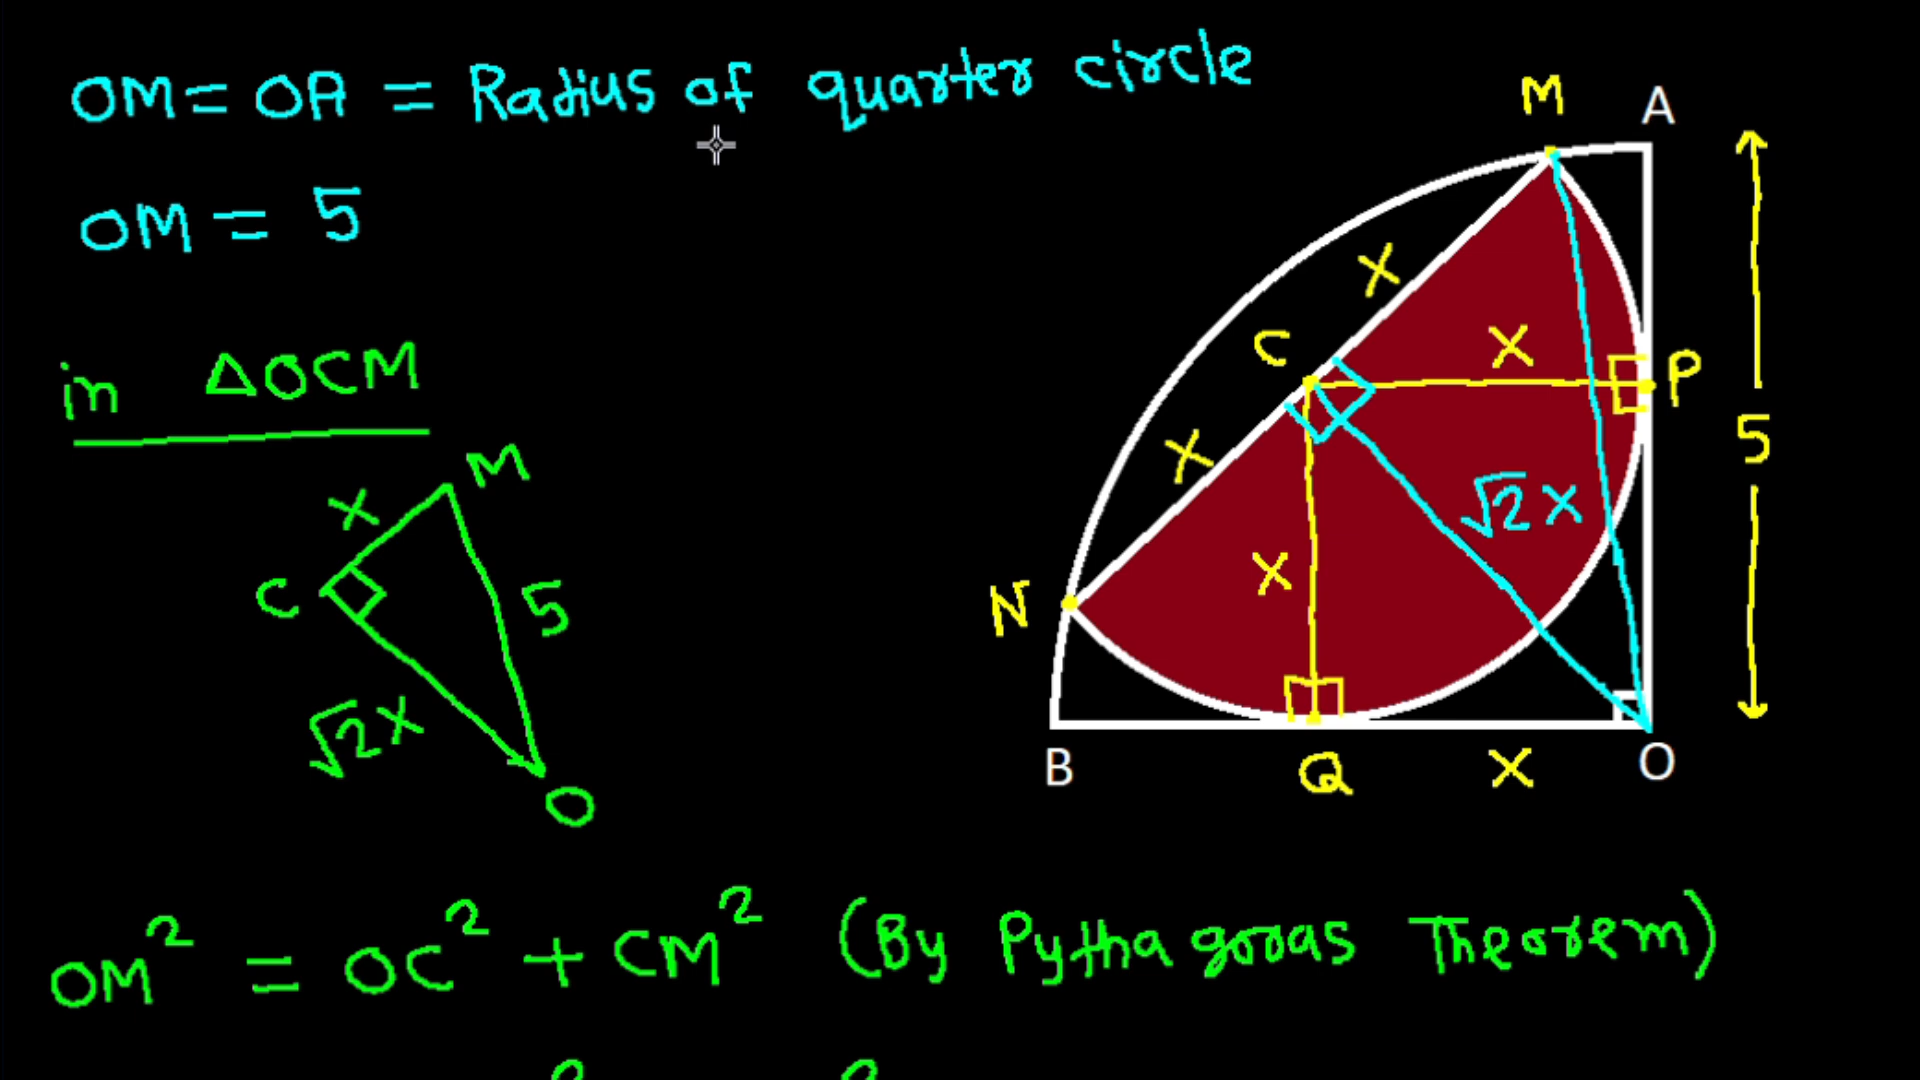 OM = OA = Radius of quarter circle
OM = 5
in △OCM
M
x
C
5
√2x
O
OM² = OC² + CM² (By Pythagoras Theorem)
M
A
x
C
x
P
5
x
√2x
x
N
B
Q
x
O